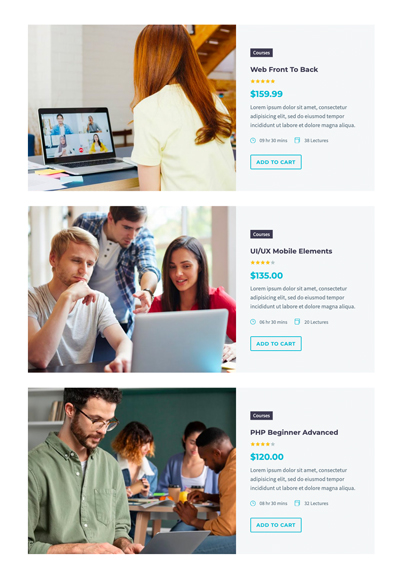 Courses
Web Front To Back
$159.99
Lorem ipsum dolor sit amet, consectetur
adipisicing elit, sed do eiusmod tempor
incididunt ut labore et dolore magna aliqua.
09 hr 30 mins 38 Lectures
ADD TO CART
Courses
UI/UX Mobile Elements
$135.00
Lorem ipsum dolor sit amet, consectetur
adipisicing elit, sed do eiusmod tempor
incididunt ut labore et dolore magna aliqua.
06 hr 30 mins 20 Lectures
ADD TO CART
Courses
PHP Beginner Advanced
$120.00
Lorem ipsum dolor sit amet, consectetur
adipisicing elit, sed do eiusmod tempor
incididunt ut labore et dolore magna aliqua.
08 hr 30 mins 32 Lectures
ADD TO CART